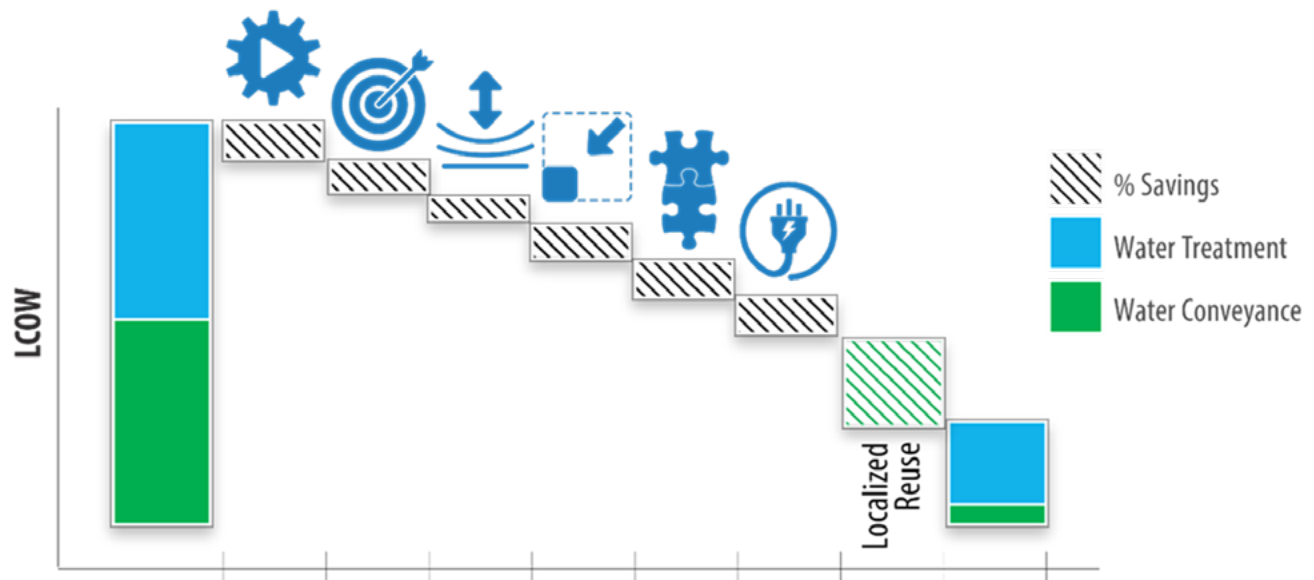 LCOW
Localized
Reuse
% Savings
Water Treatment
Water Conveyance